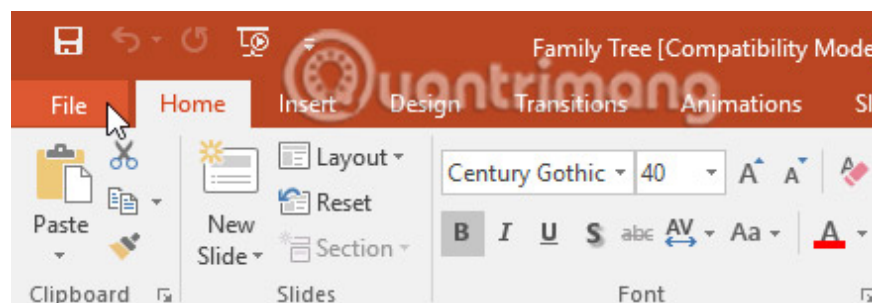 Family Tree [Compatibility Mode
Quantrimang
File Home Insert Design Transitions Animations Sl
Layout
Century Gothic 40 A A
Reset
Paste New
Slide
B I U S abc AV Aa A
Section
Clipboard Slides Font